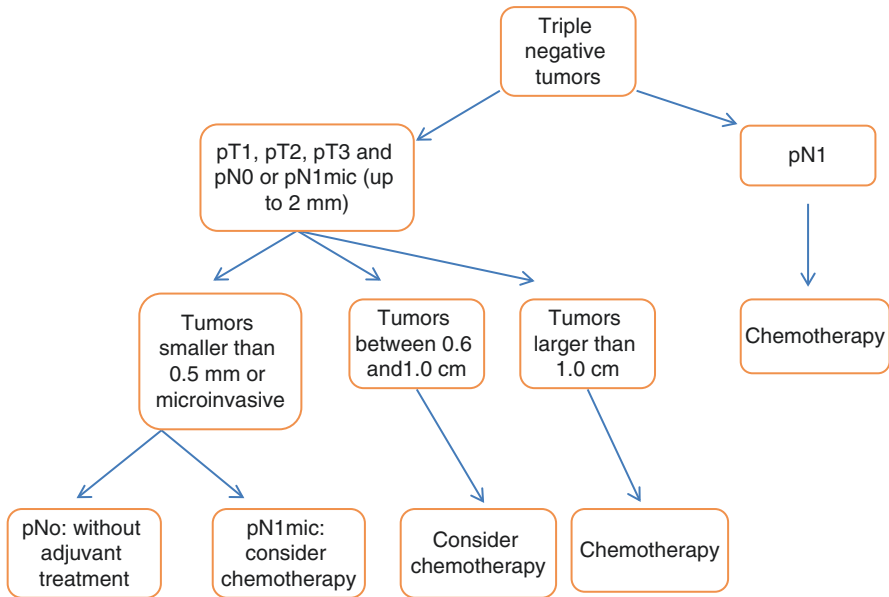 Triple
negative
tumors
pT1, pT2, pT3 and
pN0 or pN1mic (up
to 2 mm)
pN1
Tumors
smaller than
0.5 mm or
microinvasive
Tumors
between 0.6
and1.0 cm
Tumors
larger than
1.0 cm
Chemotherapy
pNo: without
adjuvant
treatment
pN1mic:
consider
chemotherapy
Consider
chemotherapy
Chemotherapy